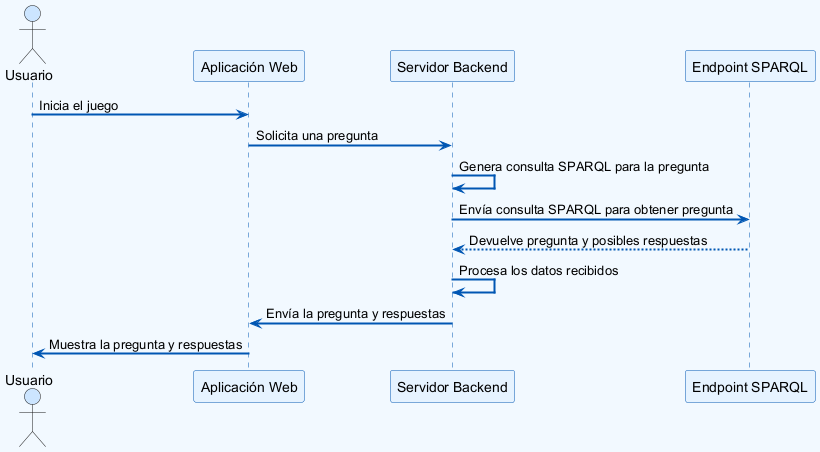 Usuario
Aplicación Web
Servidor Backend
Endpoint SPARQL
Inicia el juego
Solicita una pregunta
Genera consulta SPARQL para la pregunta
Envía consulta SPARQL para obtener pregunta
Devuelve pregunta y posibles respuestas
Procesa los datos recibidos
Envía la pregunta y respuestas
Muestra la pregunta y respuestas
Usuario
Aplicación Web
Servidor Backend
Endpoint SPARQL